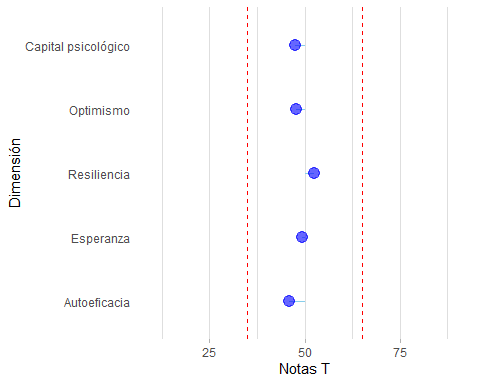 Capital psicológico
Optimismo
Resiliencia
Esperanza
Autoeficacia
Dimensión
25
50
75
Notas T